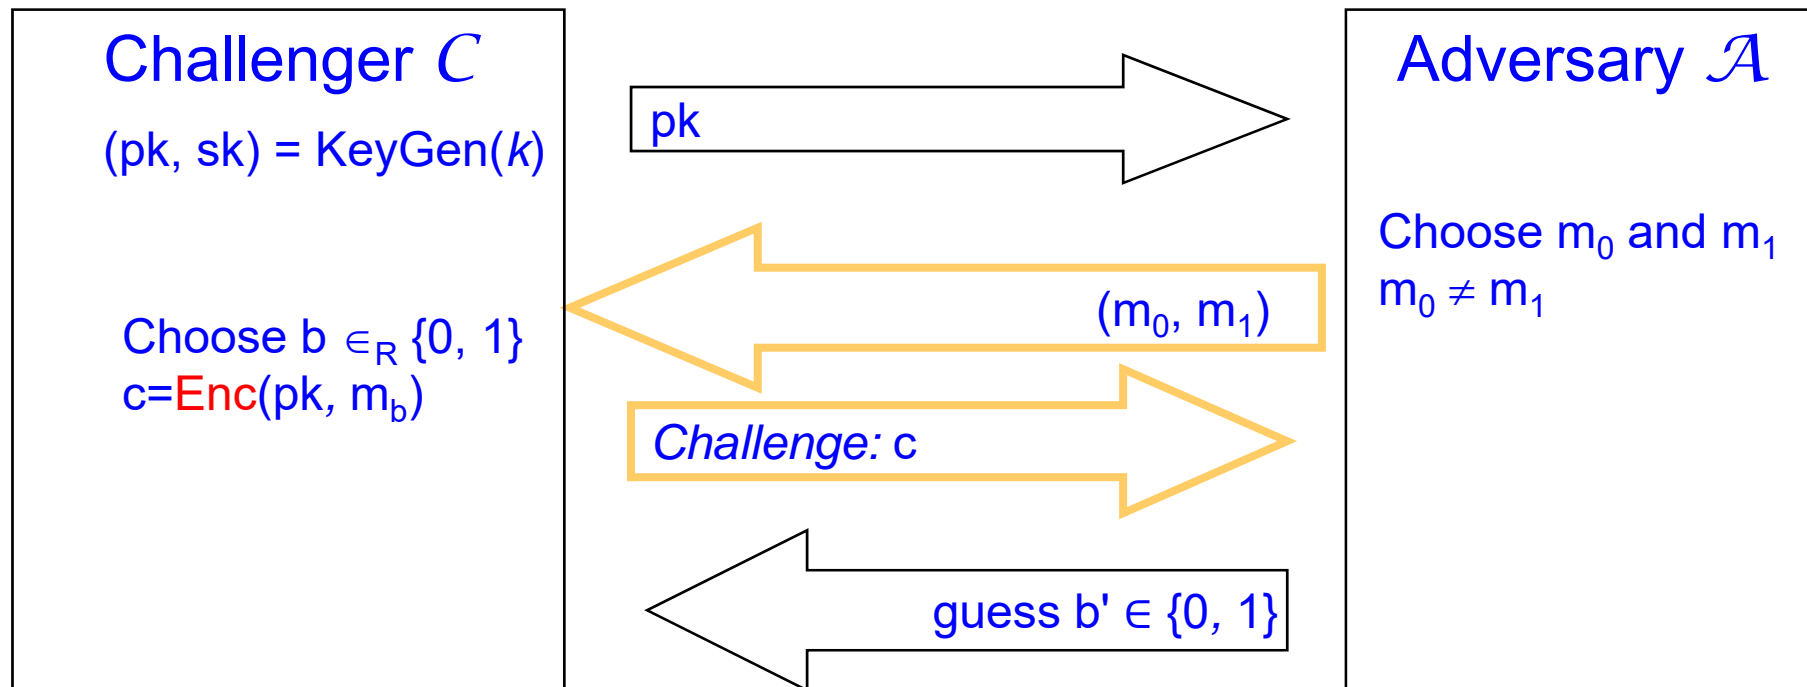 Challenger C
(pk, sk) = KeyGen(k)
pk
Adversary A
Choose m₀ and m₁
m₀ ≠ m₁
(m₀, m₁)
Choose b ∈R {0, 1}
c=Enc(pk, m_b)
Challenge: c
guess b' ∈ {0, 1}